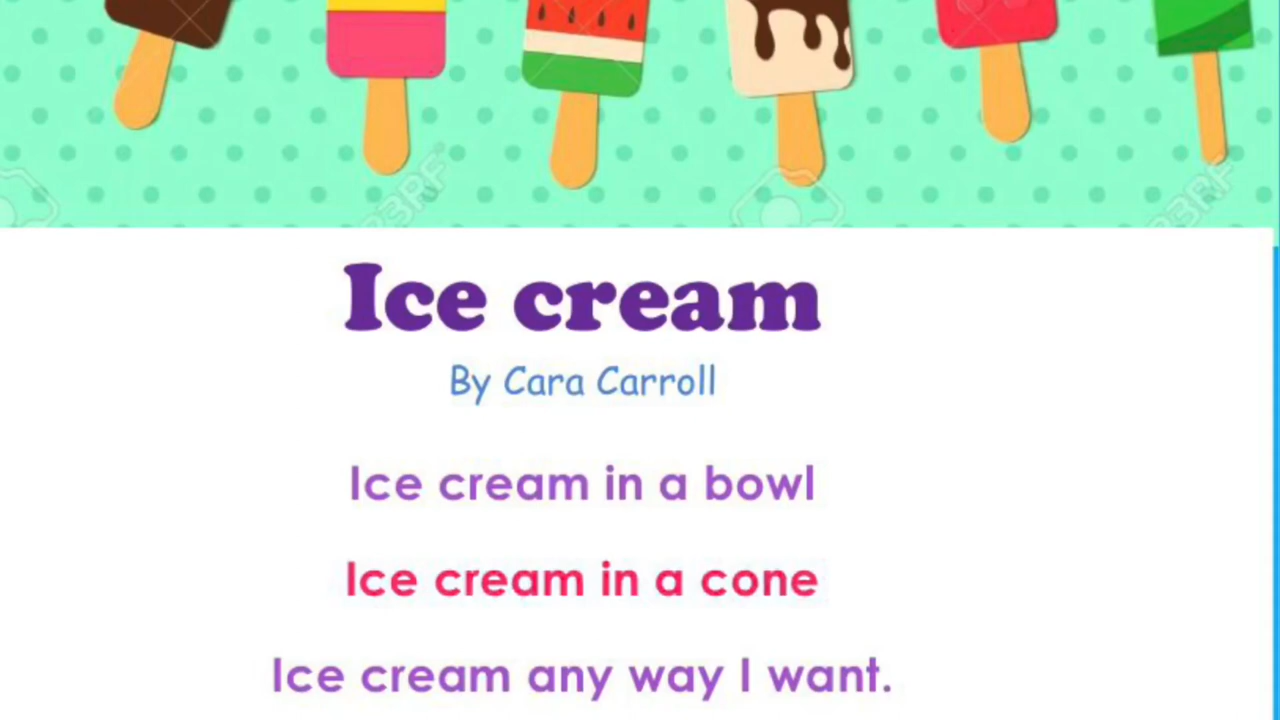 Ice cream
By Cara Carroll
Ice cream in a bowl
Ice cream in a cone
Ice cream any way I want.